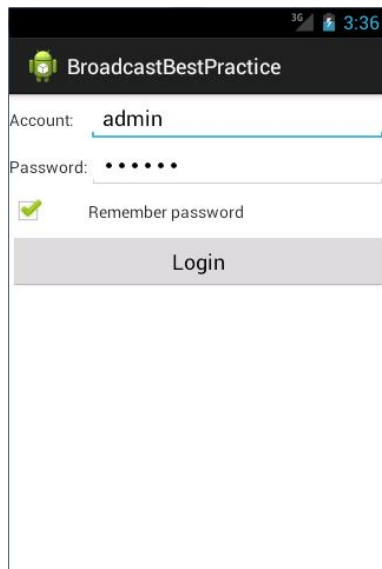 3G 3:36
BroadcastBestPractice
Account: admin
Password: ••••••
Remember password
Login